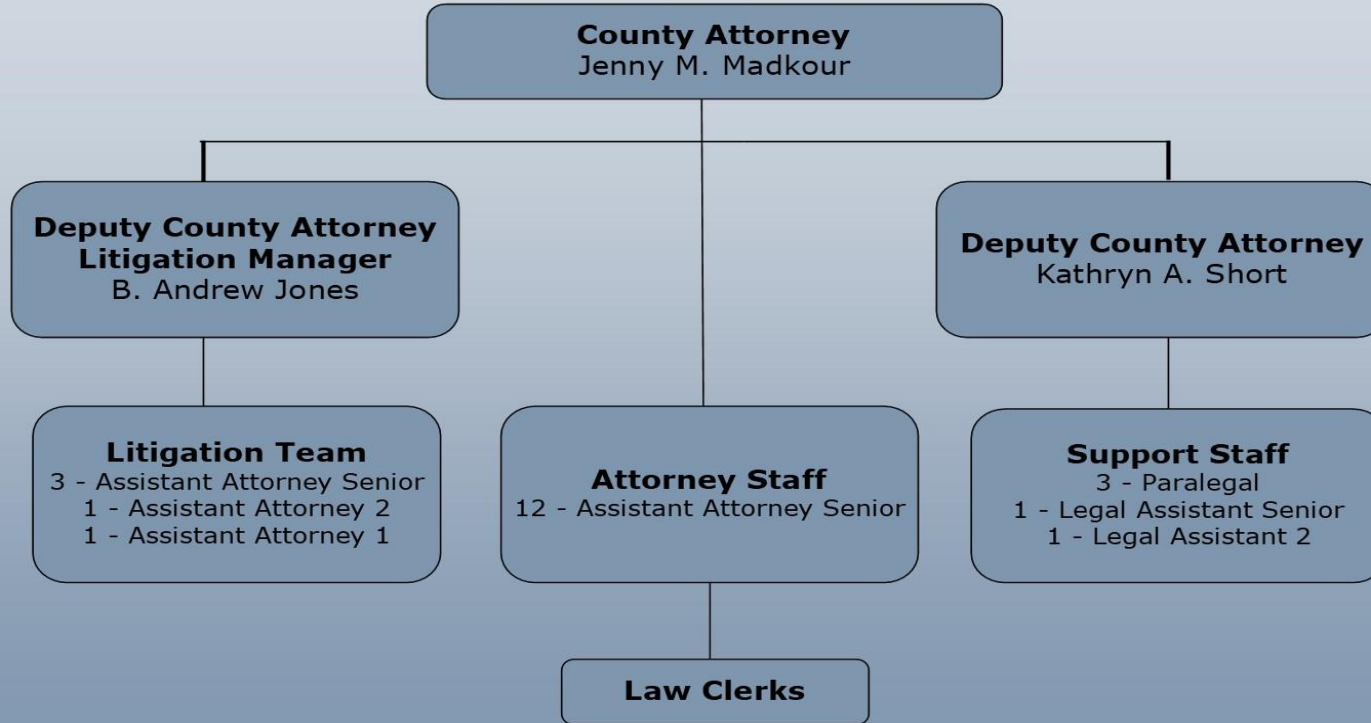 County Attorney
Jenny M. Madkour
Deputy County Attorney
Litigation Manager
B. Andrew Jones
Deputy County Attorney
Kathryn A. Short
Litigation Team
3 - Assistant Attorney Senior
1 - Assistant Attorney 2
1 - Assistant Attorney 1
Attorney Staff
12 - Assistant Attorney Senior
Support Staff
3 - Paralegal
1 - Legal Assistant Senior
1 - Legal Assistant 2
Law Clerks